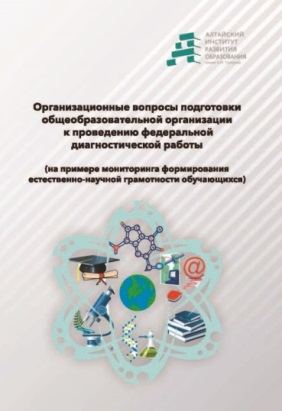 АЛТАЙСКИЙ
ИНСТИТУТ
РАЗВИТИЯ
ОБРАЗОВАНИЯ
Организационные вопросы подготовки
общеобразовательной организации
к проведению федеральной
диагностической работы
(на примере мониторинга формирования
естественно-научной грамотности обучающихся)